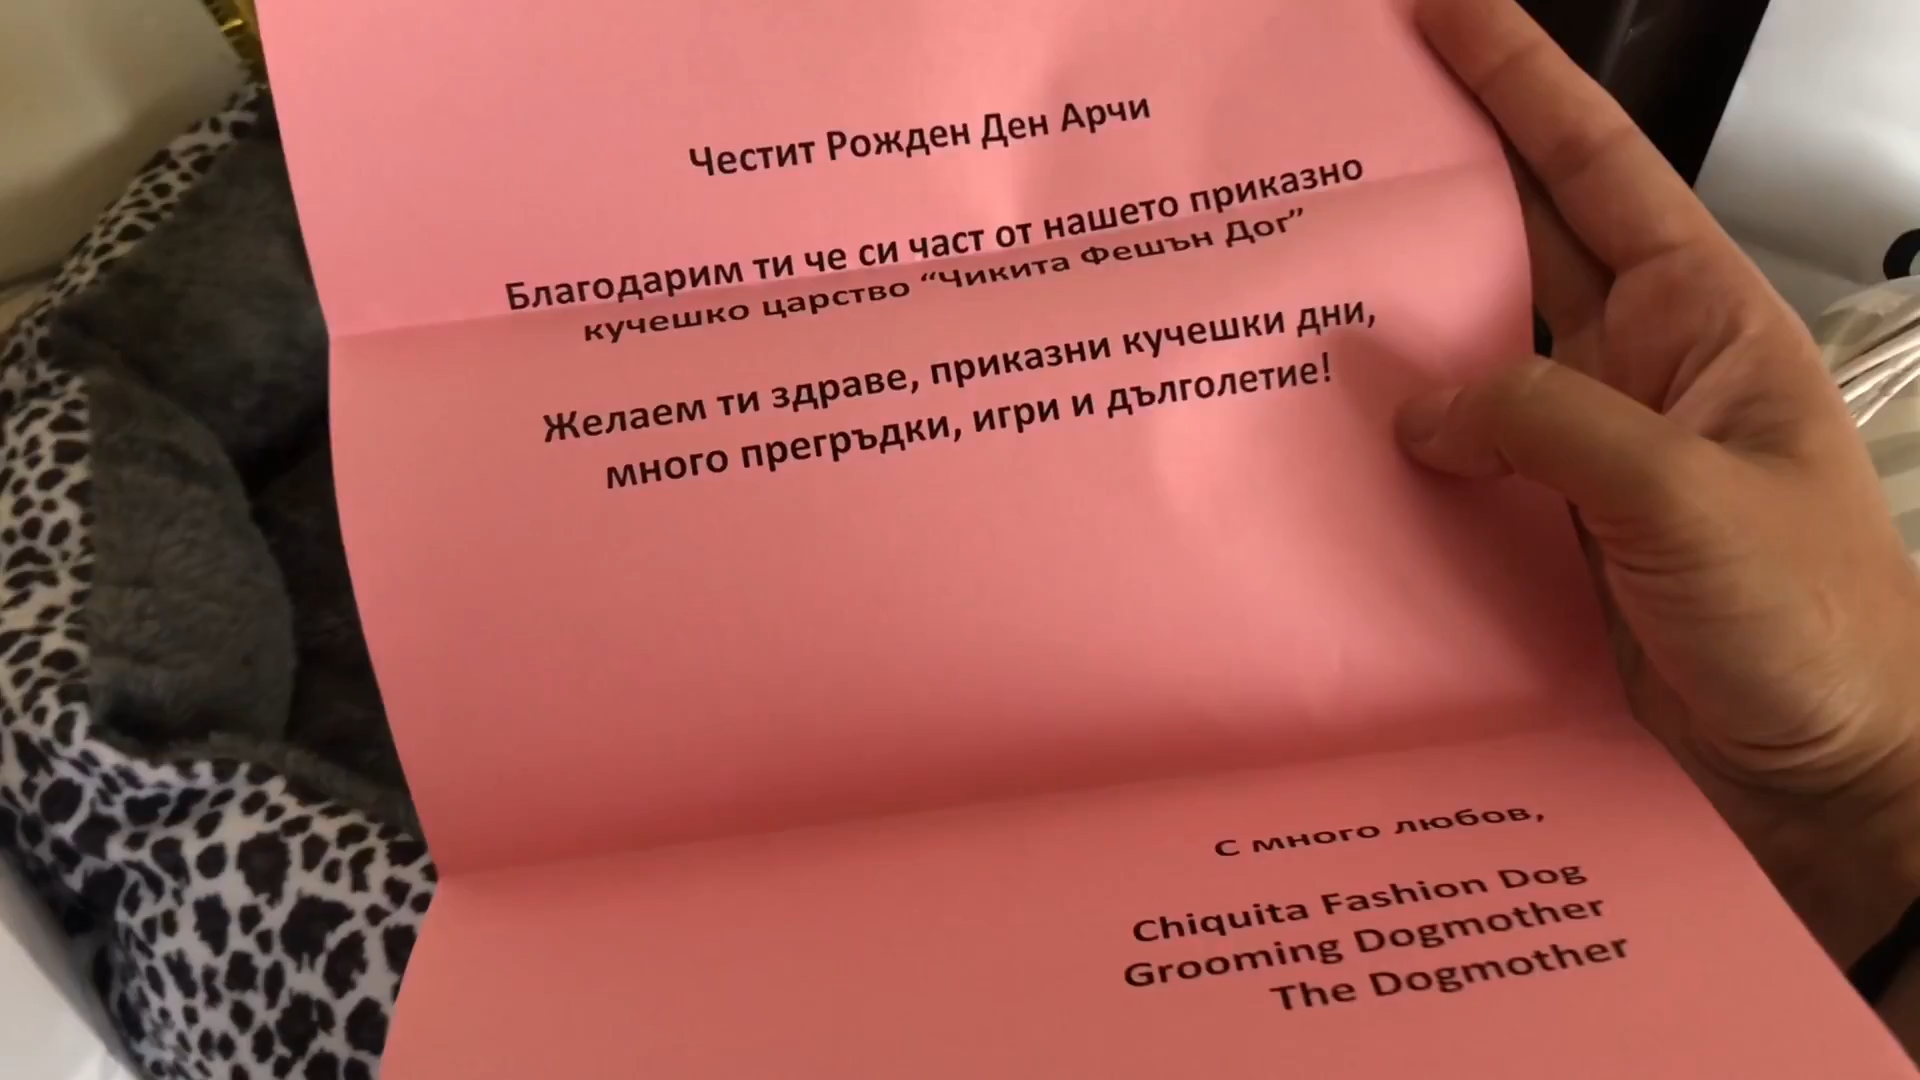 Честит Рожден Ден Арчи
Благодарим ти че си част от нашето приказно
кучешко царство “Чикита Фешън Дог”
Желаем ти здраве, приказни кучешки дни,
много прегръдки, игри и дълголетие!
С много любов,
Chiquita Fashion Dog
Grooming Dogmother
The Dogmother